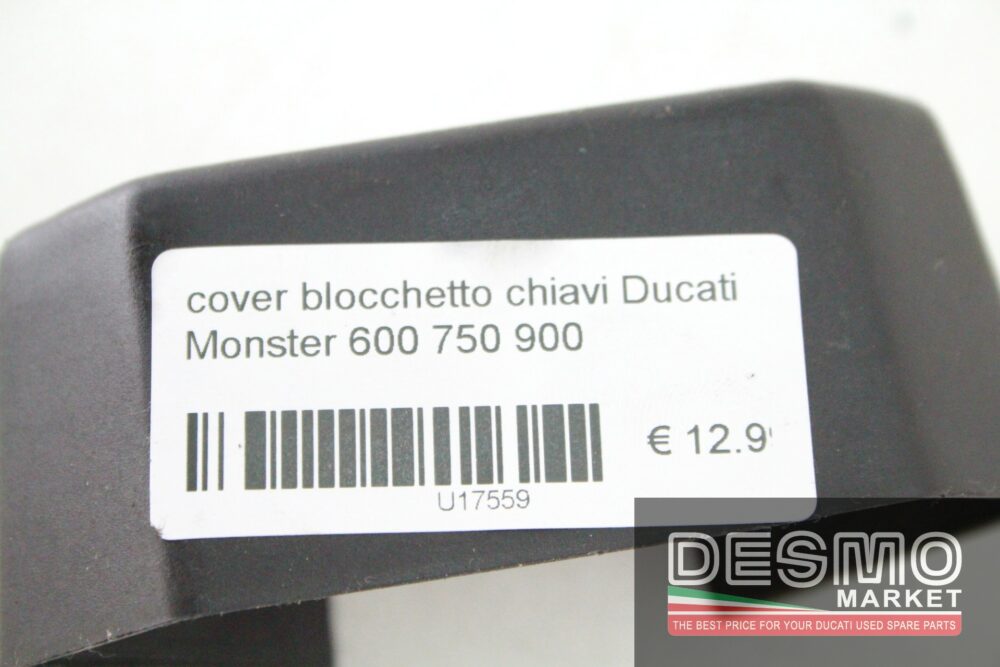 cover blocchetto chiavi Ducati
Monster 600 750 900
€ 12.9
U17559
DESMO
MARKET
THE BEST PRICE FOR YOUR DUCATI USED SPARE PARTS